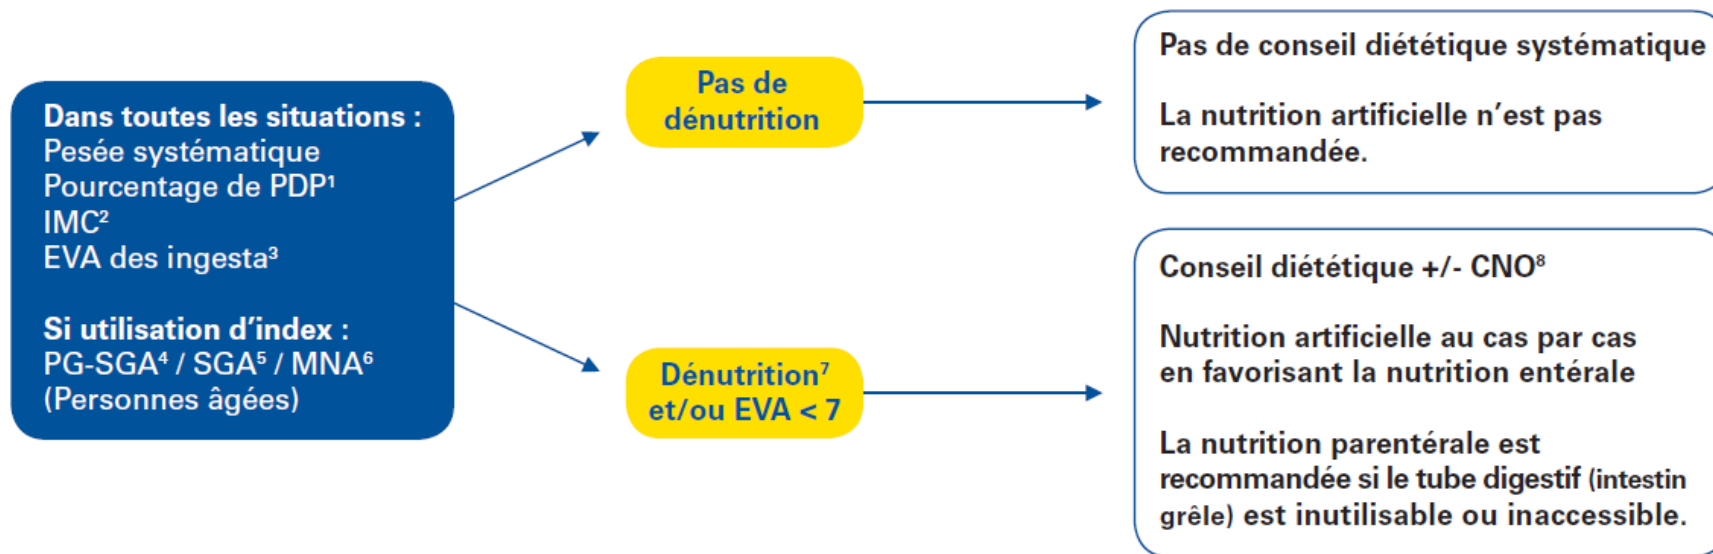 Dans toutes les situations :
Pesée systématique
Pourcentage de PDP¹
IMC²
EVA des ingesta³
Si utilisation d'index :
PG-SGA⁴ / SGA⁵ / MNA⁶
(Personnes âgées)
Pas de
dénutrition
Pas de conseil diététique systématique
La nutrition artificielle n'est pas
recommandée.
Dénutrition⁷
et/ou EVA < 7
Conseil diététique +/- CNO⁸
Nutrition artificielle au cas par cas
en favorisant la nutrition entérale
La nutrition parentérale est
recommandée si le tube digestif (intestin
grêle) est inutilisable ou inaccessible.